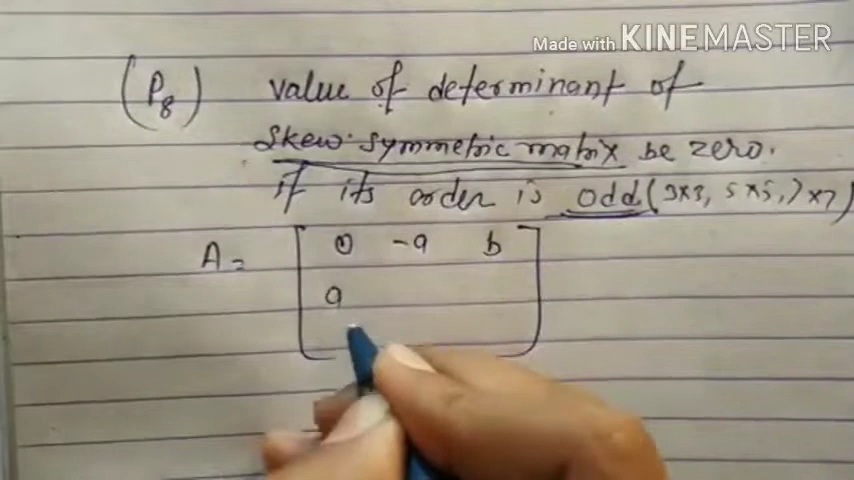 Made with KINEMASTER
(P8) value of determinant of
skew symmetric matrix be zero.
if its order is odd (3x3, 5x5, 7x7)
A = [ 0 -a b
a ]